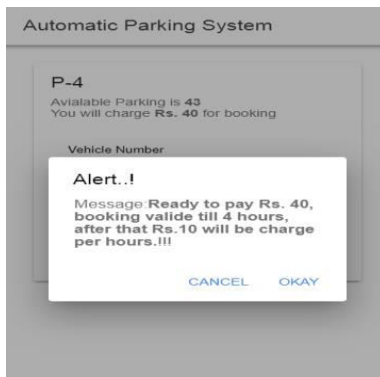 Automatic Parking System
P-4
Avialable Parking is 43
You will charge Rs. 40 for booking
Vehicle Number
Alert..!
Message:Ready to pay Rs. 40,
booking valide till 4 hours,
after that Rs.10 will be charge
per hours.!!!
CANCEL OKAY